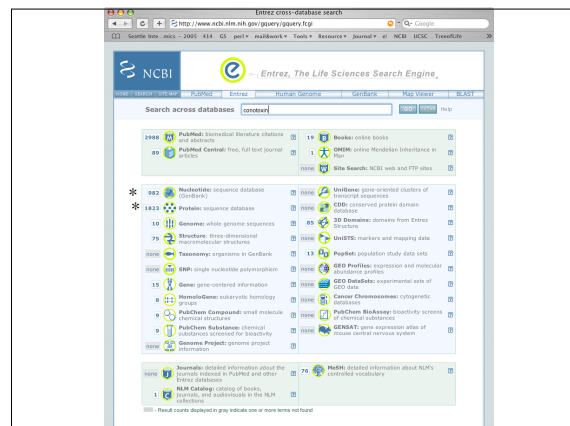 Entrez cross-database search
http://www.ncbi.nlm.nih.gov/gquery/gquery.fcgi
Q- Google
Seattle Inte...mics - 2005 414 GS perl mail&work Tools Resource Journal el NCBI UCSC TreeofLife »
NCBI
Entrez, The Life Sciences Search Engine
HOME SEARCH SITE MAP PubMed Entrez Human Genome GenBank Map Viewer BLAST
Search across databases conotoxin GO CLEAR Help
2988 PubMed: biomedical literature citations and abstracts ?
89 PubMed Central: free, full text journal articles ?
19 Books: online books ?
1 OMIM: online Mendelian Inheritance in Man ?
none Site Search: NCBI web and FTP sites ?
* 982 Nucleotide: sequence database (GenBank) ?
* 1823 Protein: sequence database ?
10 Genome: whole genome sequences ?
75 Structure: three-dimensional macromolecular structures ?
none Taxonomy: organisms in GenBank ?
none SNP: single nucleotide polymorphism ?
15 Gene: gene-centered information ?
8 HomoloGene: eukaryotic homology groups ?
9 PubChem Compound: small molecule chemical structures ?
9 PubChem Substance: chemical substances screened for bioactivity ?
none Genome Project: genome project information ?
none UniGene: gene-oriented clusters of transcript sequences ?
none CDD: conserved protein domain database ?
85 3D Domains: domains from Entrez Structure ?
none UniSTS: markers and mapping data ?
13 PopSet: population study data sets ?
none GEO Profiles: expression and molecular abundance profiles ?
none GEO DataSets: experimental sets of GEO data ?
none Cancer Chromosomes: cytogenetic databases ?
none PubChem BioAssay: bioactivity screens of chemical substances ?
none GENSAT: gene expression atlas of mouse central nervous system ?
none Journals: detailed information about the journals indexed in PubMed and other Entrez databases ?
1 NLM Catalog: catalog of books, journals, and audiovisuals in the NLM collections ?
76 MeSH: detailed information about NLM's controlled vocabulary ?
- Result counts displayed in gray indicate one or more terms not found